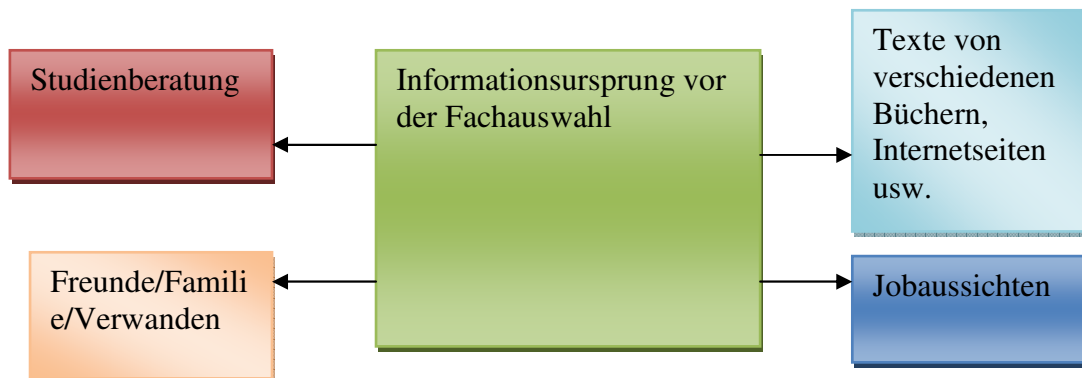 Studienberatung
Informationsursprung vor
der Fachauswahl
Texte von
verschiedenen
Büchern,
Internetseiten
usw.
Freunde/Famili
e/Verwanden
Jobaussichten